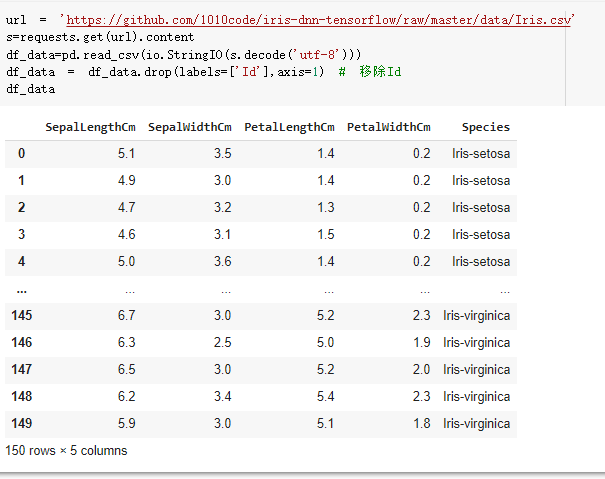 url = 'https://github.com/1010code/iris-dnn-tensorflow/raw/master/data/Iris.csv'
s=requests.get(url).content
df_data=pd.read_csv(io.StringIO(s.decode('utf-8')))
df_data = df_data.drop(labels=['Id'],axis=1) # 移除Id
df_data
SepalLengthCm SepalWidthCm PetalLengthCm PetalWidthCm Species
0 5.1 3.5 1.4 0.2 Iris-setosa
1 4.9 3.0 1.4 0.2 Iris-setosa
2 4.7 3.2 1.3 0.2 Iris-setosa
3 4.6 3.1 1.5 0.2 Iris-setosa
4 5.0 3.6 1.4 0.2 Iris-setosa
... ... ... ... ... ...
145 6.7 3.0 5.2 2.3 Iris-virginica
146 6.3 2.5 5.0 1.9 Iris-virginica
147 6.5 3.0 5.2 2.0 Iris-virginica
148 6.2 3.4 5.4 2.3 Iris-virginica
149 5.9 3.0 5.1 1.8 Iris-virginica
150 rows × 5 columns